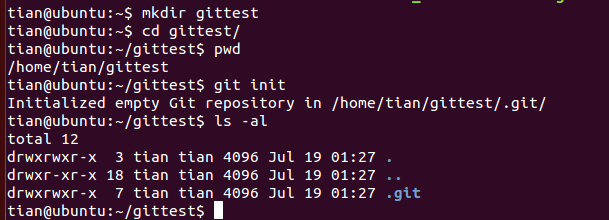 tian@ubuntu:~$ mkdir gittest
tian@ubuntu:~$ cd gittest/
tian@ubuntu:~/gittest$ pwd
/home/tian/gittest
tian@ubuntu:~/gittest$ git init
Initialized empty Git repository in /home/tian/gittest/.git/
tian@ubuntu:~/gittest$ ls -al
total 12
drwxrwxr-x  3 tian tian 4096 Jul 19 01:27 .
drwxr-xr-x 18 tian tian 4096 Jul 19 01:27 ..
drwxrwxr-x  7 tian tian 4096 Jul 19 01:27 .git
tian@ubuntu:~/gittest$